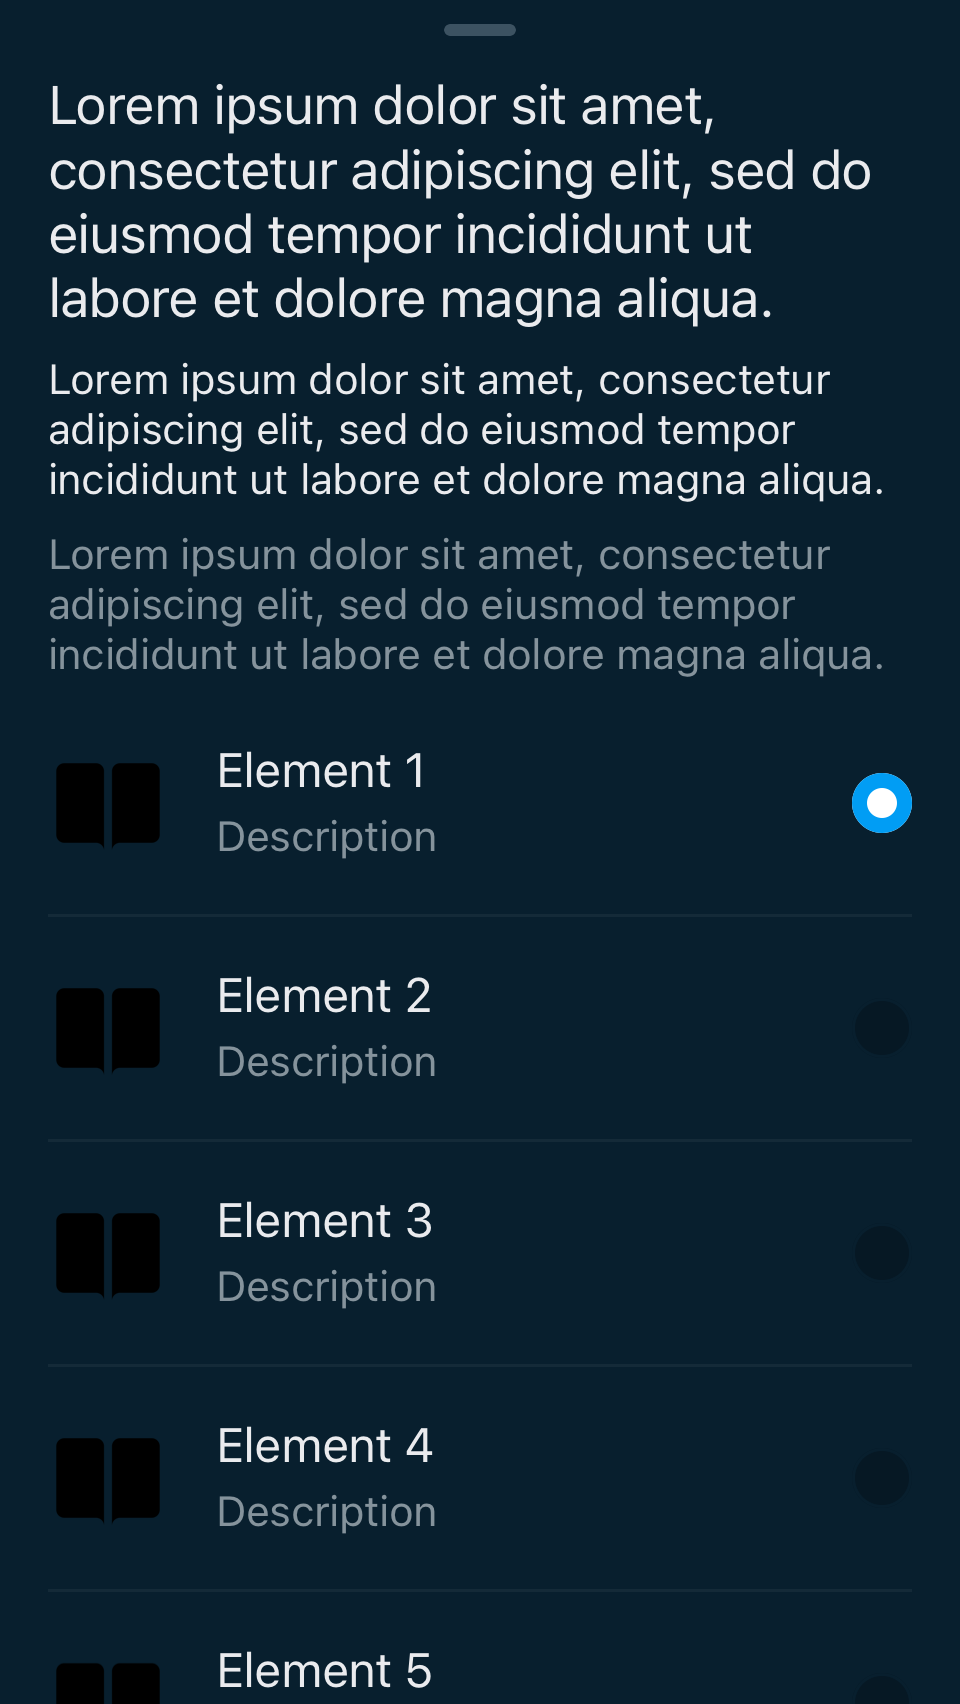 Lorem ipsum dolor sit amet,
consectetur adipiscing elit, sed do
eiusmod tempor incididunt ut
labore et dolore magna aliqua.
Lorem ipsum dolor sit amet, consectetur
adipiscing elit, sed do eiusmod tempor
incididunt ut labore et dolore magna aliqua.
Lorem ipsum dolor sit amet, consectetur
adipiscing elit, sed do eiusmod tempor
incididunt ut labore et dolore magna aliqua.
Element 1
Description
Element 2
Description
Element 3
Description
Element 4
Description
Element 5